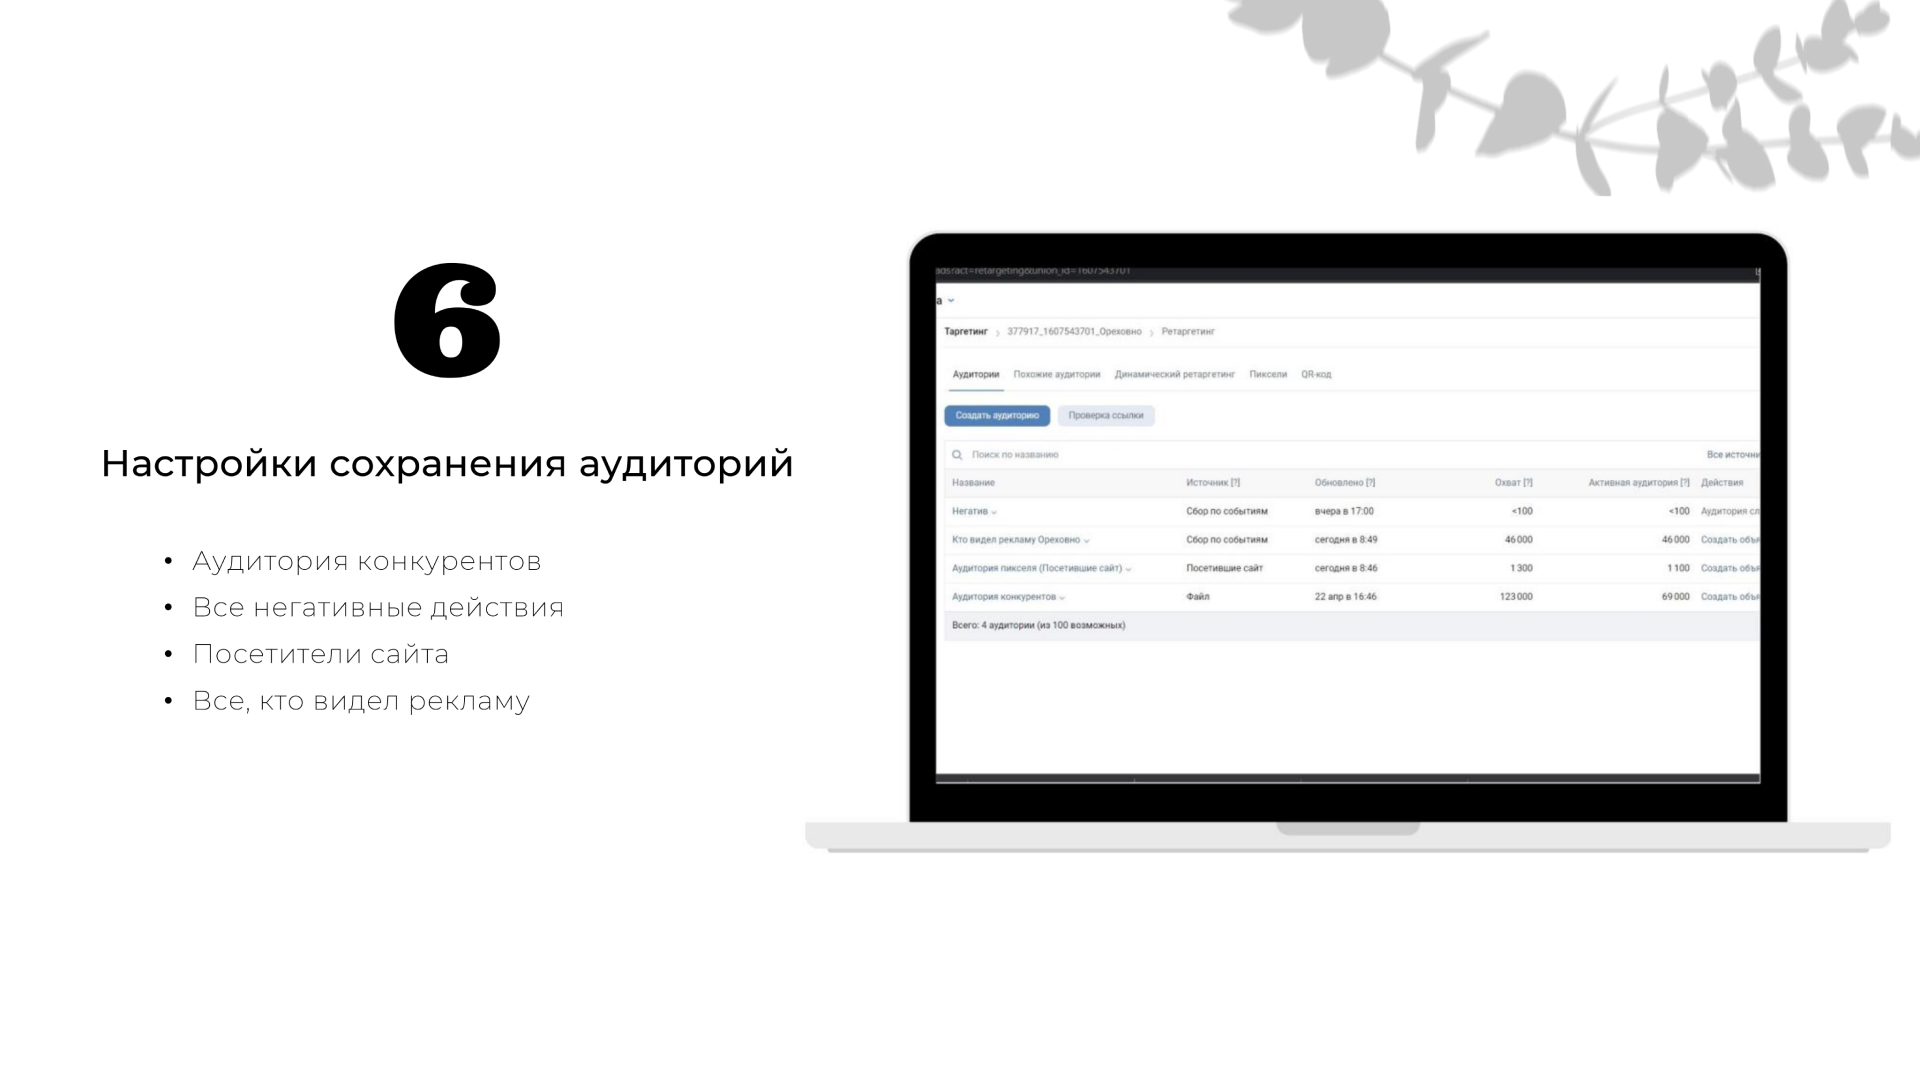 6
Настройки сохранения аудиторий
• Аудитория конкурентов
• Все негативные действия
• Посетители сайта
• Все, кто видел рекламу
ads?act=retargeting&union_id=1607543701
а
Таргетинг > 377917_1607543701_Ореховно > Ретаргетинг
Аудитории Похожие аудитории Динамический ретаргетинг Пиксели QR-код
Создать аудиторию Проверка ссылки
Поиск по названию Все источни
Название Источник [?] Обновлено [?] Охват [?] Активная аудитория [?] Действия
Негатив Сбор по событиям вчера в 17:00 <100 <100 Аудитория сл
Кто видел рекламу Ореховно Сбор по событиям сегодня в 8:49 46 000 46 000 Создать объя
Аудитория пикселя (Посетившие сайт) Посетившие сайт сегодня в 8:46 1 300 1 100 Создать объя
Аудитория конкурентов Файл 22 апр в 16:46 123 000 69 000 Создать объя
Всего: 4 аудитории (из 100 возможных)